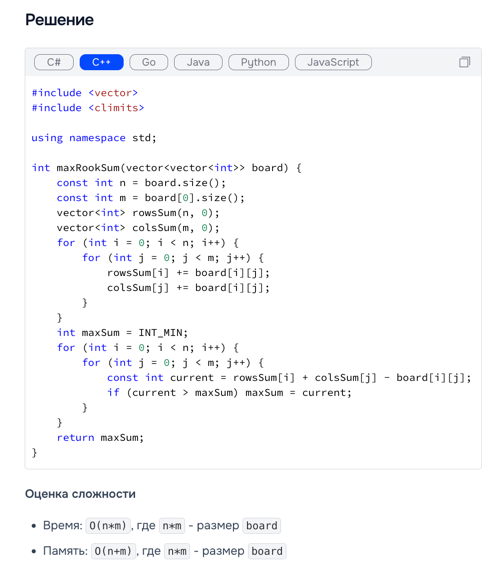 Решение
C#
C++
Go
Java
Python
JavaScript
#include <vector>
#include <climits>
using namespace std;
int maxRookSum(vector<vector<int>> board) {
    const int n = board.size();
    const int m = board[0].size();
    vector<int> rowsSum(n, 0);
    vector<int> colsSum(m, 0);
    for (int i = 0; i < n; i++) {
        for (int j = 0; j < m; j++) {
            rowsSum[i] += board[i][j];
            colsSum[j] += board[i][j];
        }
    }
    int maxSum = INT_MIN;
    for (int i = 0; i < n; i++) {
        for (int j = 0; j < m; j++) {
            const int current = rowsSum[i] + colsSum[j] - board[i][j];
            if (current > maxSum) maxSum = current;
        }
    }
    return maxSum;
}
Оценка сложности
• Время: O(n*m), где n*m - размер board
• Память: O(n+m), где n*m - размер board